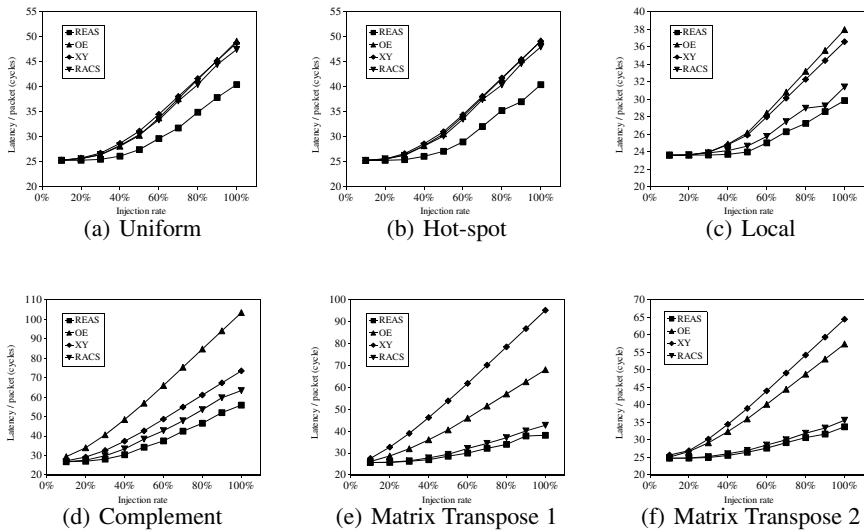 55
50
45
40
35
30
25
20
Latency / packet (cycles)
REAS
OE
XY
RACS
0% 20% 40% 60% 80% 100%
Injection rate
(a) Uniform
55
50
45
40
35
30
25
20
Latency / packet (cycles)
REAS
OE
XY
RACS
0% 20% 40% 60% 80% 100%
Injection rate
(b) Hot-spot
40
38
36
34
32
30
28
26
24
22
20
Latency / packet (cycles)
REAS
OE
XY
RACS
0% 20% 40% 60% 80% 100%
Injection rate
(c) Local
110
100
90
80
70
60
50
40
30
20
Latency / packet (cycles)
REAS
OE
XY
RACS
0% 20% 40% 60% 80% 100%
Injection rate
(d) Complement
100
90
80
70
60
50
40
30
20
Latency / packet (cycle)
REAS
OE
XY
RACS
0% 20% 40% 60% 80% 100%
Injection rate
(e) Matrix Transpose 1
70
65
60
55
50
45
40
35
30
25
20
Latency / packet (cycle)
REAS
OE
XY
RACS
0% 20% 40% 60% 80% 100%
Injection rate
(f) Matrix Transpose 2